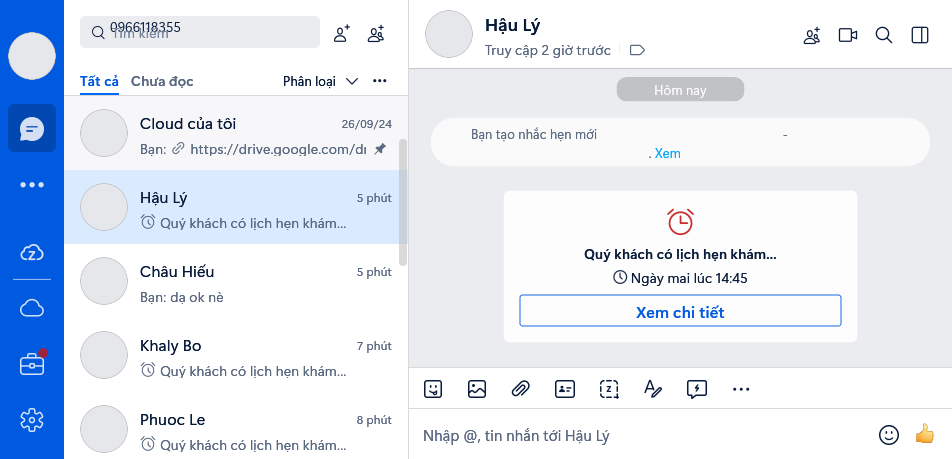 0966118355
Tìm kiếm
Tất cả Chưa đọc Phân loại
Cloud của tôi 26/09/24
Bạn: https://drive.google.com/dr
Hậu Lý 5 phút
Quý khách có lịch hẹn khám...
Châu Hiếu 5 phút
Bạn: dạ ok nè
Khaly Bo 7 phút
Quý khách có lịch hẹn khám...
Phuoc Le 8 phút
Quý khách có lịch hẹn khám...
Hậu Lý
Truy cập 2 giờ trước
Hôm nay
Bạn tạo nhắc hẹn mới -
. Xem
Quý khách có lịch hẹn khám...
Ngày mai lúc 14:45
Xem chi tiết
Nhập @, tin nhắn tới Hậu Lý